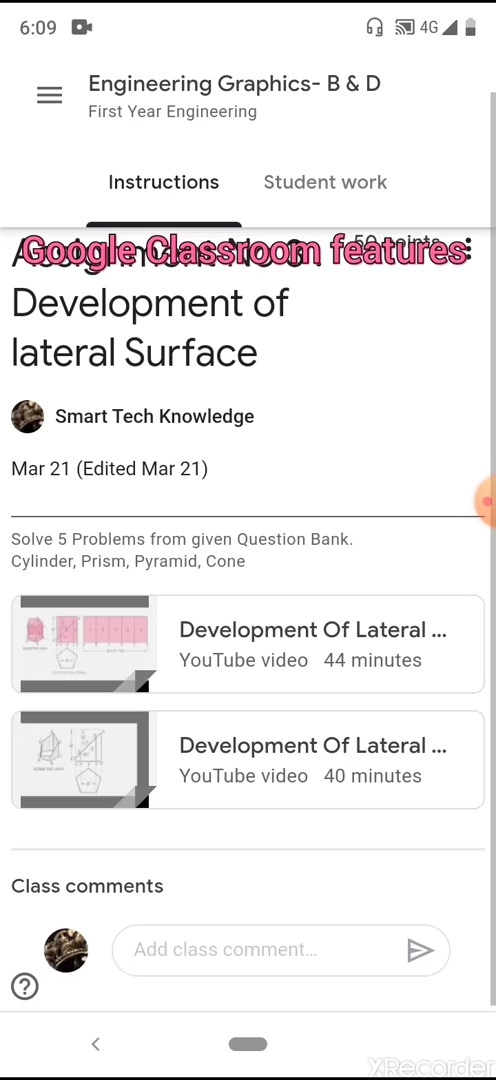 6:09
4G
Engineering Graphics- B & D
First Year Engineering
Instructions
Student work
Google Classroom features
50 points
Development of
lateral Surface
Smart Tech Knowledge
Mar 21 (Edited Mar 21)
Solve 5 Problems from given Question Bank.
Cylinder, Prism, Pyramid, Cone
Development Of Lateral ...
YouTube video 44 minutes
Development Of Lateral ...
YouTube video 40 minutes
Class comments
Add class comment...
XRecorder